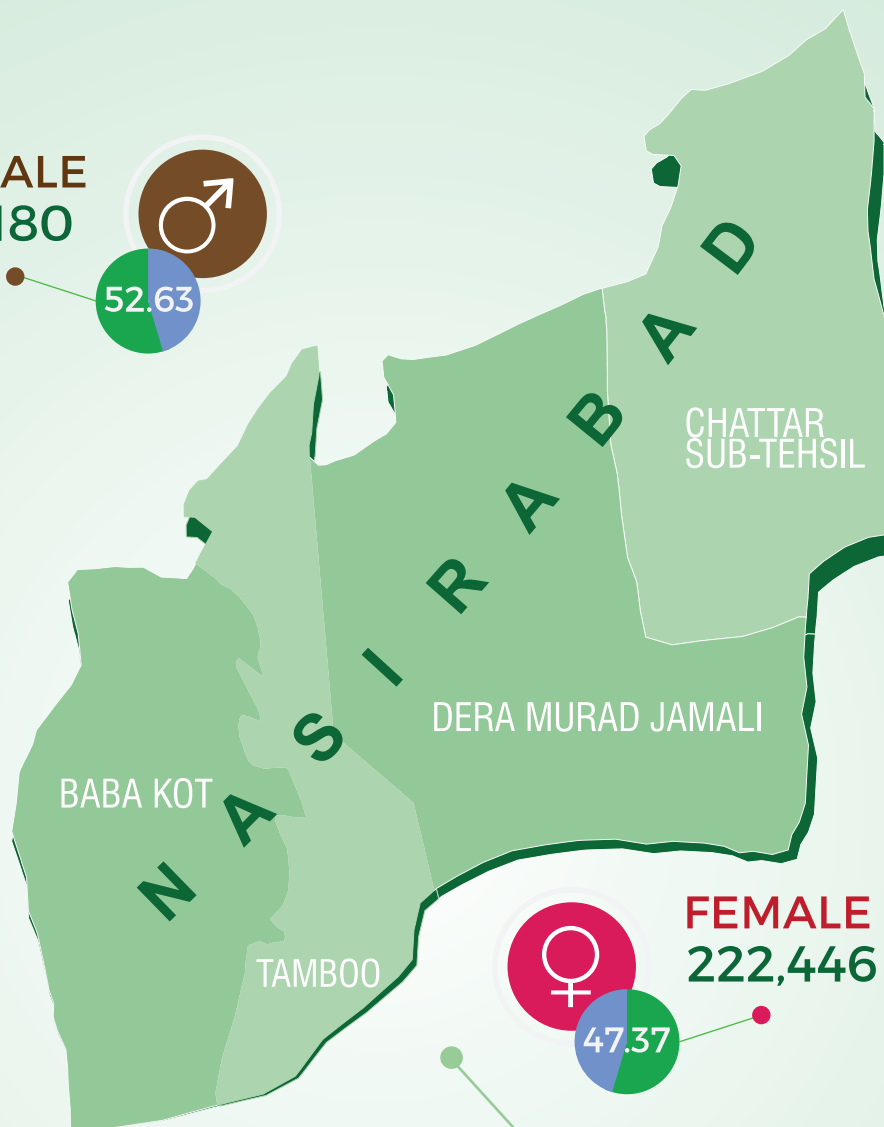 ALE
180
52.63
NASIRABAD
CHATTAR
SUB-TEHSIL
DERA MURAD JAMALI
BABA KOT
TAMBOO
FEMALE
222,446
47.37